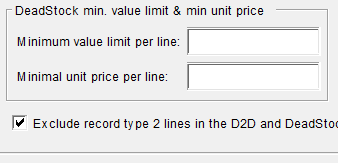 DeadStock min. value limit & min unit price
Minimum value limit per line:
Minimal unit price per line:
Exclude record type 2 lines in the D2D and